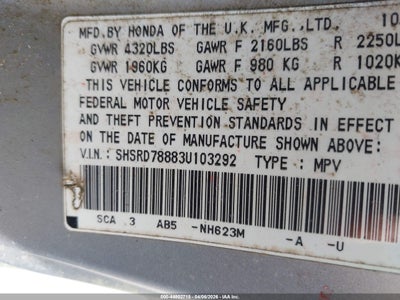 MFD.BY HONDA OF THE U.K. MFG.,LTD. 10
GVWR 4320LBS GAWR F 2160LBS R 2250L
GVWR 1960KG GAWR F 980 KG R 1020K
THIS VEHICLE CONFORMS TO ALL APPLICABLE
FEDERAL MOTOR VEHICLE SAFETY
AND THEFT PREVENTION STANDARDS IN EFFECT
ON THE DATE OF MANUFACTURE SHOWN ABOVE.
V.I.N.: SHSRD78883U103292 TYPE : MPV
SCA 3 AB5 -NH623M -A -U